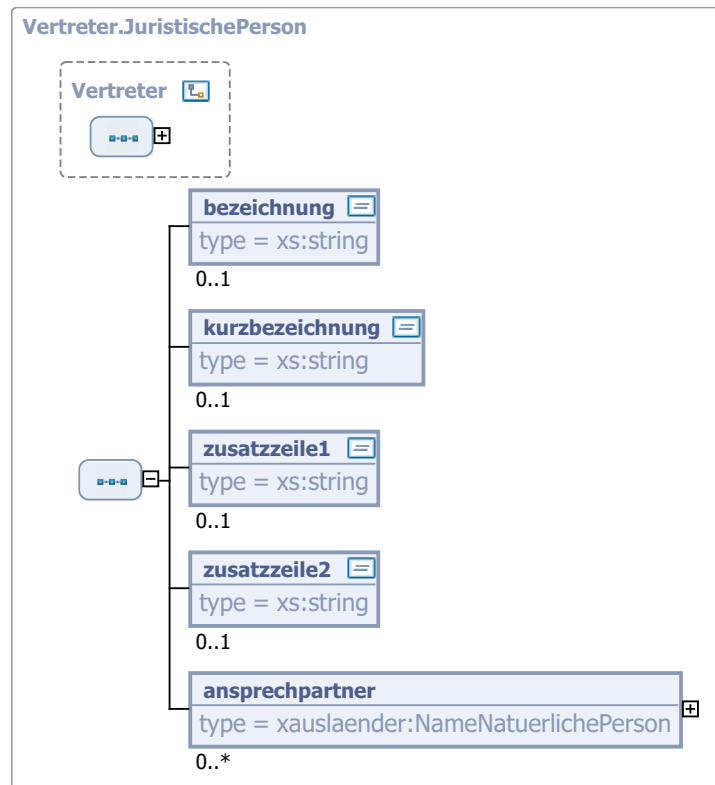 Vertreter.JuristischePerson
Vertreter
bezeichnung
type = xs:string
0..1
kurzbezeichnung
type = xs:string
0..1
zusatzzeile1
type = xs:string
0..1
zusatzzeile2
type = xs:string
0..1
ansprechpartner
type = xauslaender:NameNatuerlichePerson
0..*